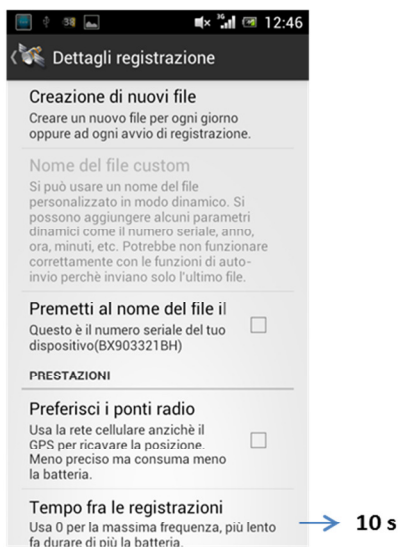 12:46
Dettagli registrazione
Creazione di nuovi file
Creare un nuovo file per ogni giorno
oppure ad ogni avvio di registrazione.
Nome del file custom
Si può usare un nome del file
personalizzato in modo dinamico. Si
possono aggiungere alcuni parametri
dinamici come il numero seriale, anno,
ora, minuti, etc. Potrebbe non funzionare
correttamente con le funzioni di auto-
invio perchè inviano solo l'ultimo file.
Premetti al nome del file il
Questo è il numero seriale del tuo
dispositivo(BX903321BH)
PRESTAZIONI
Preferisci i ponti radio
Usa la rete cellulare anzichè il
GPS per ricavare la posizione.
Meno preciso ma consuma meno
la batteria.
Tempo fra le registrazioni
Usa 0 per la massima frequenza, più lento
fa durare di più la batteria.
10 s